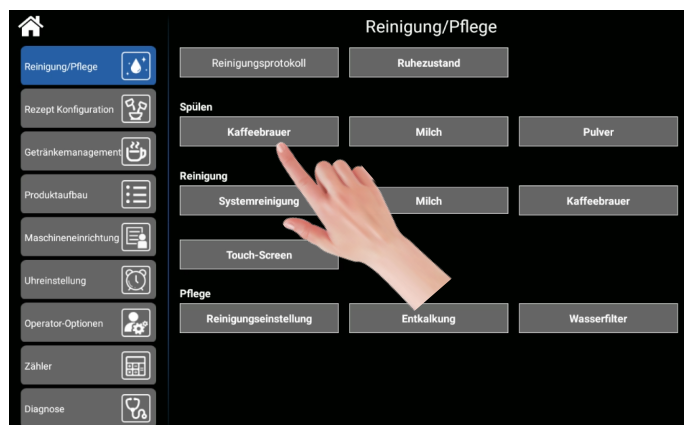 Reinigung/Pflege
Reinigung/Pflege
Reinigungsprotokoll
Ruhezustand
Rezept Konfiguration
Spülen
Kaffeebrauer
Milch
Pulver
Getränkemanagement
Reinigung
Produktaufbau
Systemreinigung
Milch
Kaffeebrauer
Maschineneinrichtung
Touch-Screen
Uhreinstellung
Pflege
Operator-Optionen
Reinigungseinstellung
Entkalkung
Wasserfilter
Zähler
Diagnose